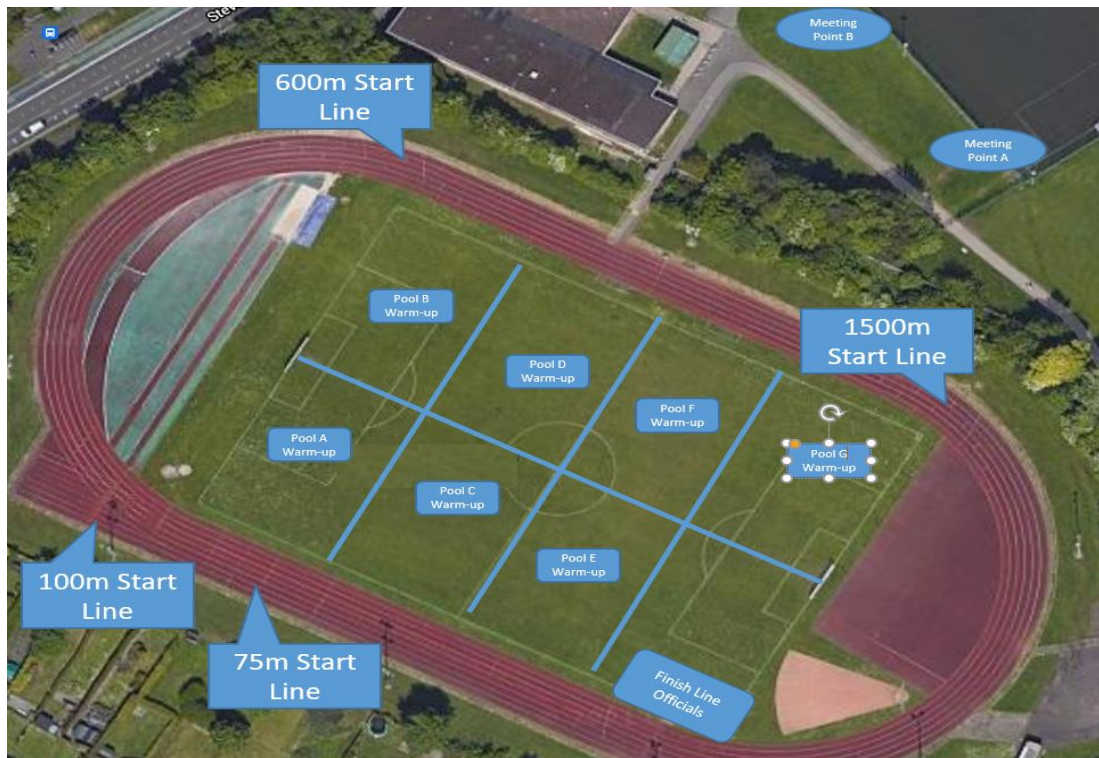 Stev
Meeting
Point B
600m Start
Line
Meeting
Point A
Pool B
Warm-up
1500m
Start Line
Pool D
Warm-up
Pool F
Warm-up
Pool A
Warm-up
Pool G
Warm-up
Pool C
Warm-up
Pool E
Warm-up
100m Start
Line
75m Start
Line
Finish Line
Officials